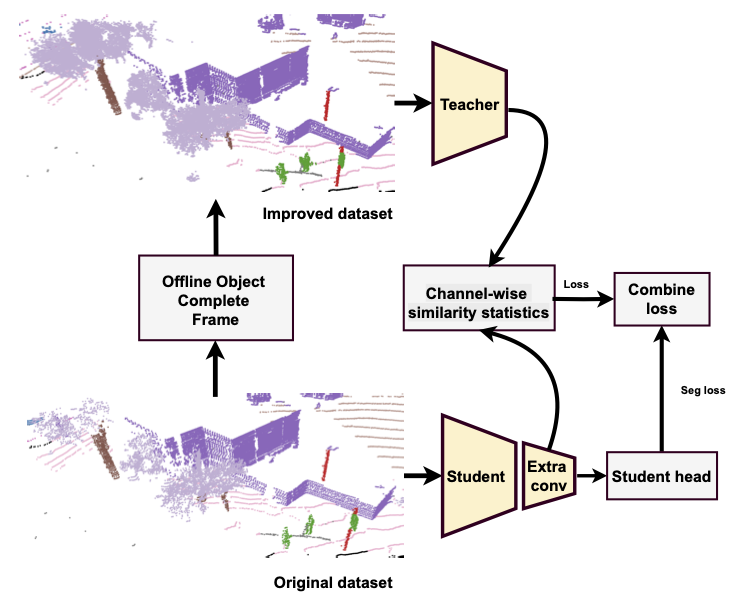 Teacher
Improved dataset
Offline Object
Complete
Frame
Channel-wise
similarity statistics
Loss
Combine
loss
Seg loss
Student
Extra
conv
Student head
Original dataset